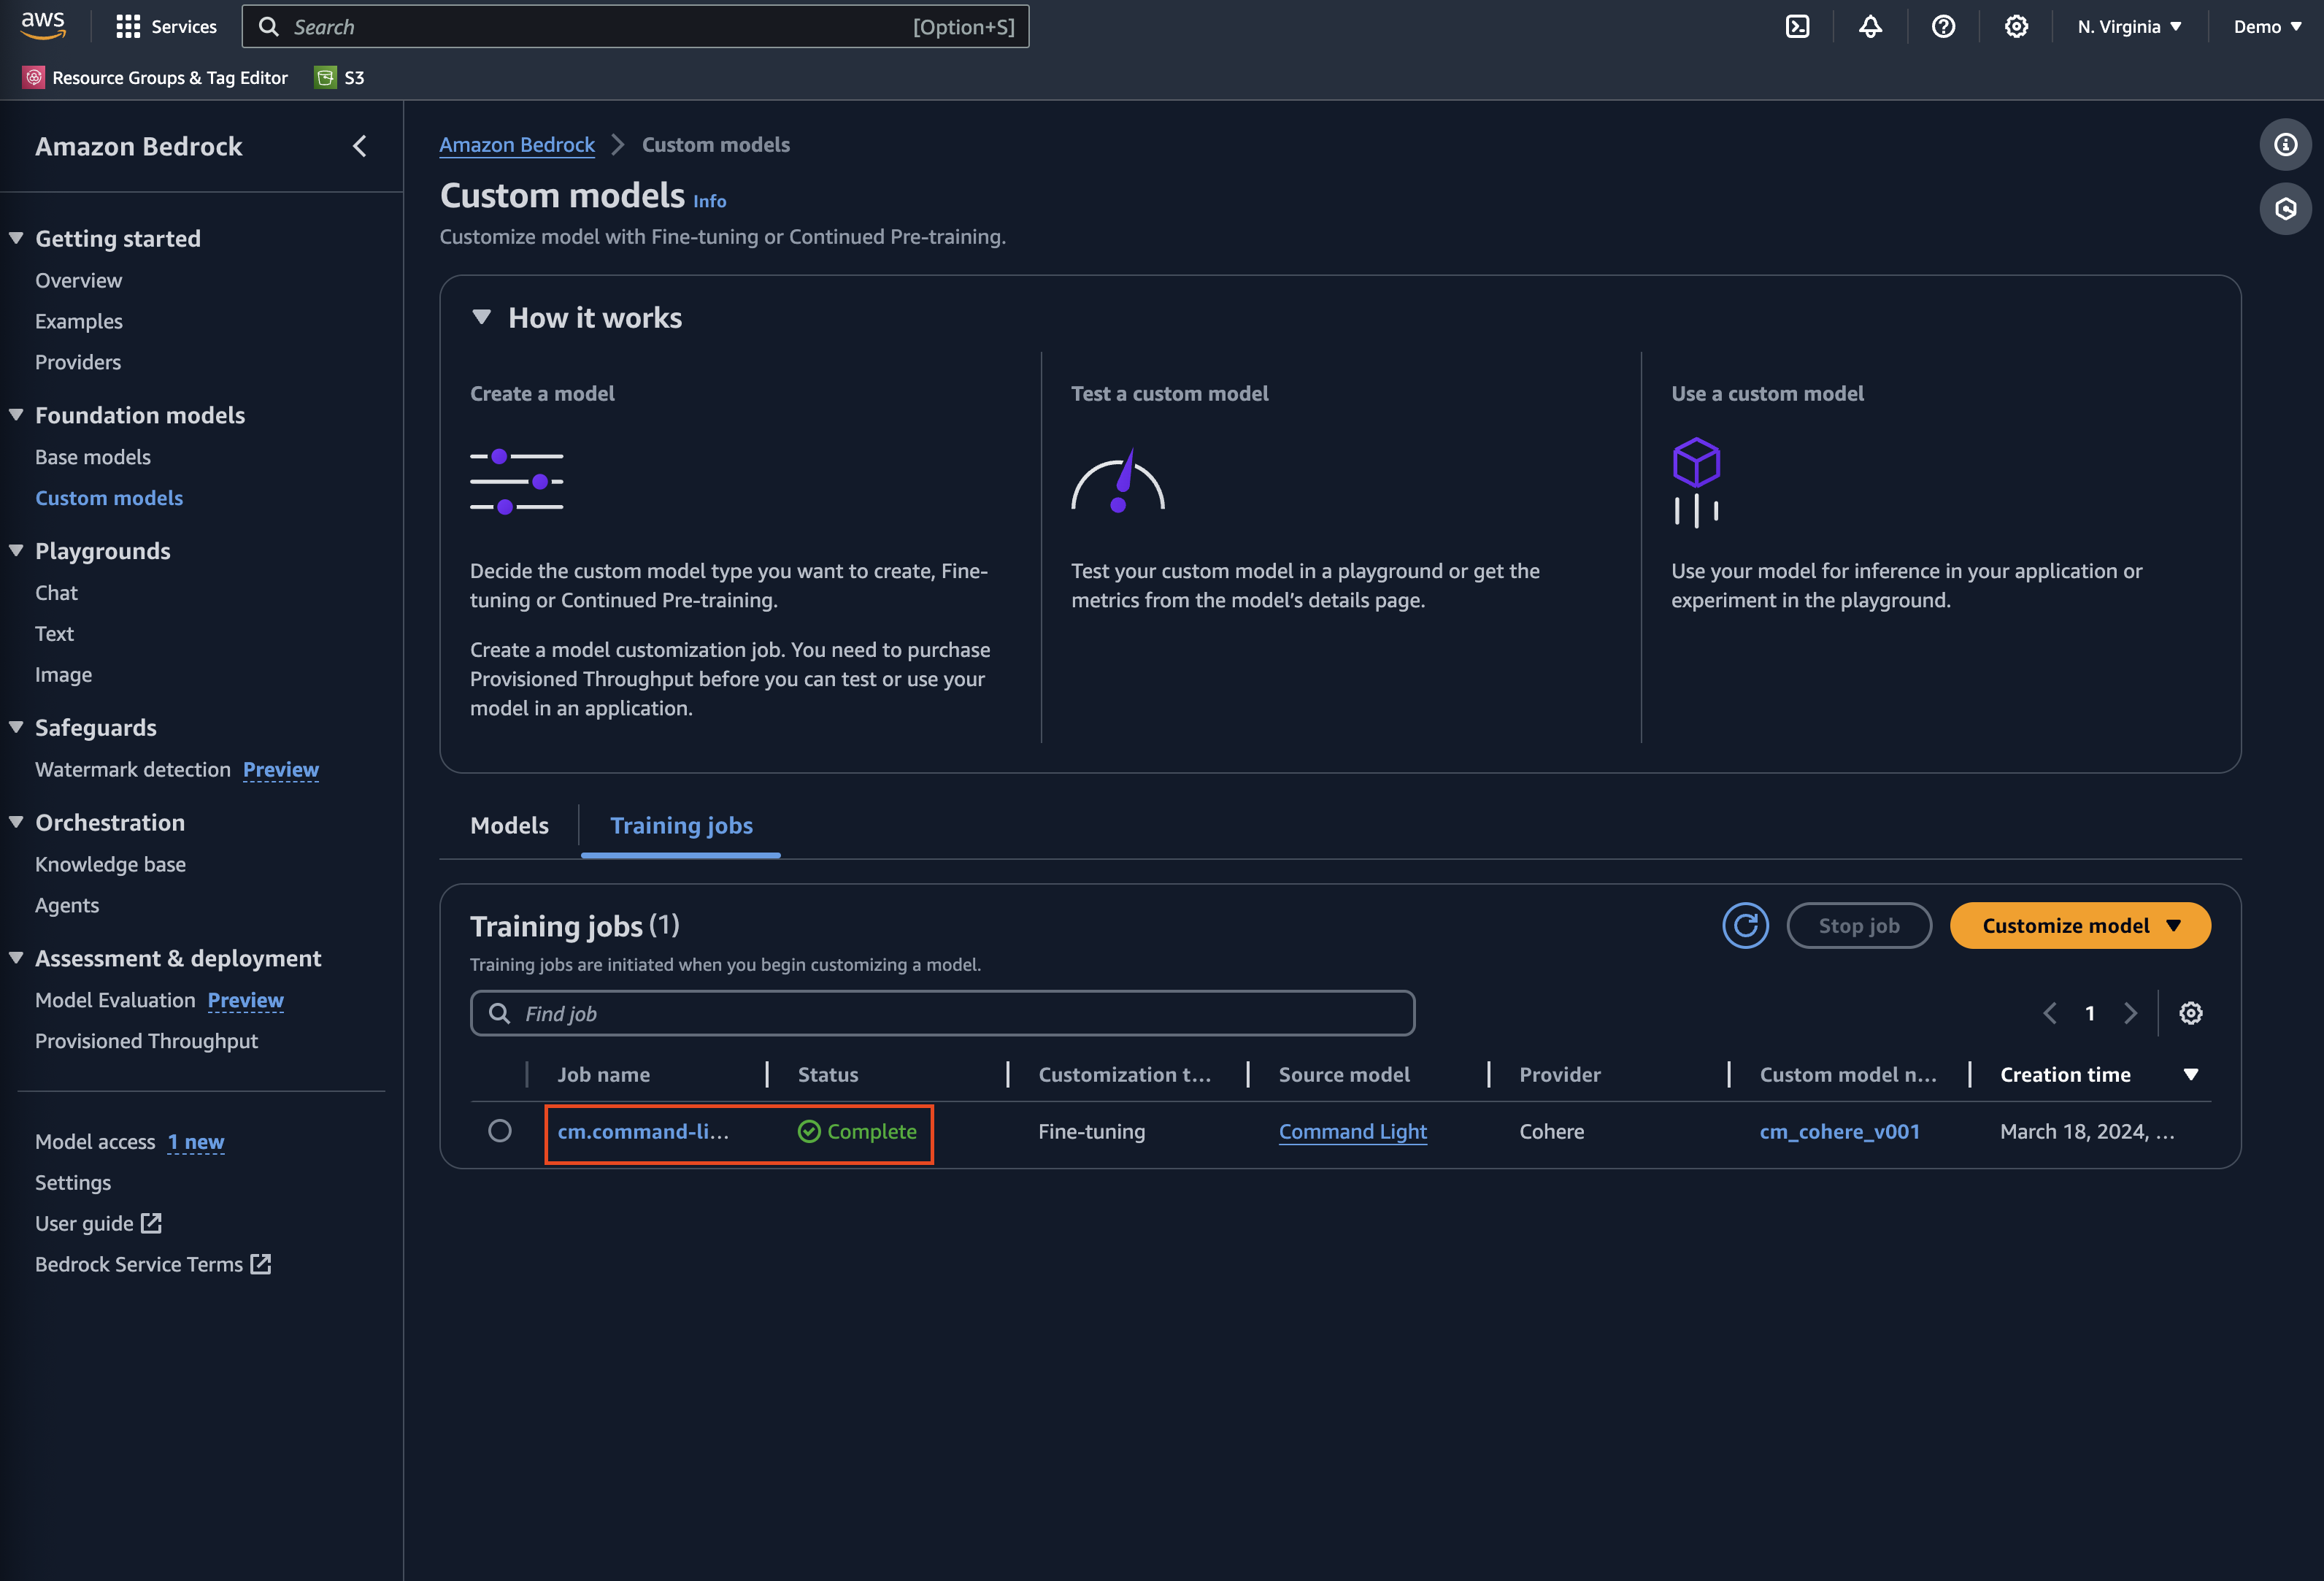 aws
Services
Search
[Option+S]
N. Virginia
Demo
Resource Groups & Tag Editor
S3
Amazon Bedrock
Getting started
Overview
Examples
Providers
Foundation models
Base models
Custom models
Playgrounds
Chat
Text
Image
Safeguards
Watermark detection Preview
Orchestration
Knowledge base
Agents
Assessment & deployment
Model Evaluation Preview
Provisioned Throughput
Model access 1 new
Settings
User guide
Bedrock Service Terms
Amazon Bedrock > Custom models
Custom models Info
Customize model with Fine-tuning or Continued Pre-training.
How it works
Create a model
Decide the custom model type you want to create, Fine-
tuning or Continued Pre-training.
Create a model customization job. You need to purchase
Provisioned Throughput before you can test or use your
model in an application.
Test a custom model
Test your custom model in a playground or get the
metrics from the model's details page.
Use a custom model
Use your model for inference in your application or
experiment in the playground.
Models
Training jobs
Training jobs (1)
Training jobs are initiated when you begin customizing a model.
Stop job
Customize model
Find job
1
Job name Status Customization t... Source model Provider Custom model n... Creation time
cm.command-li... Complete Fine-tuning Command Light Cohere cm_cohere_v001 March 18, 2024, ...